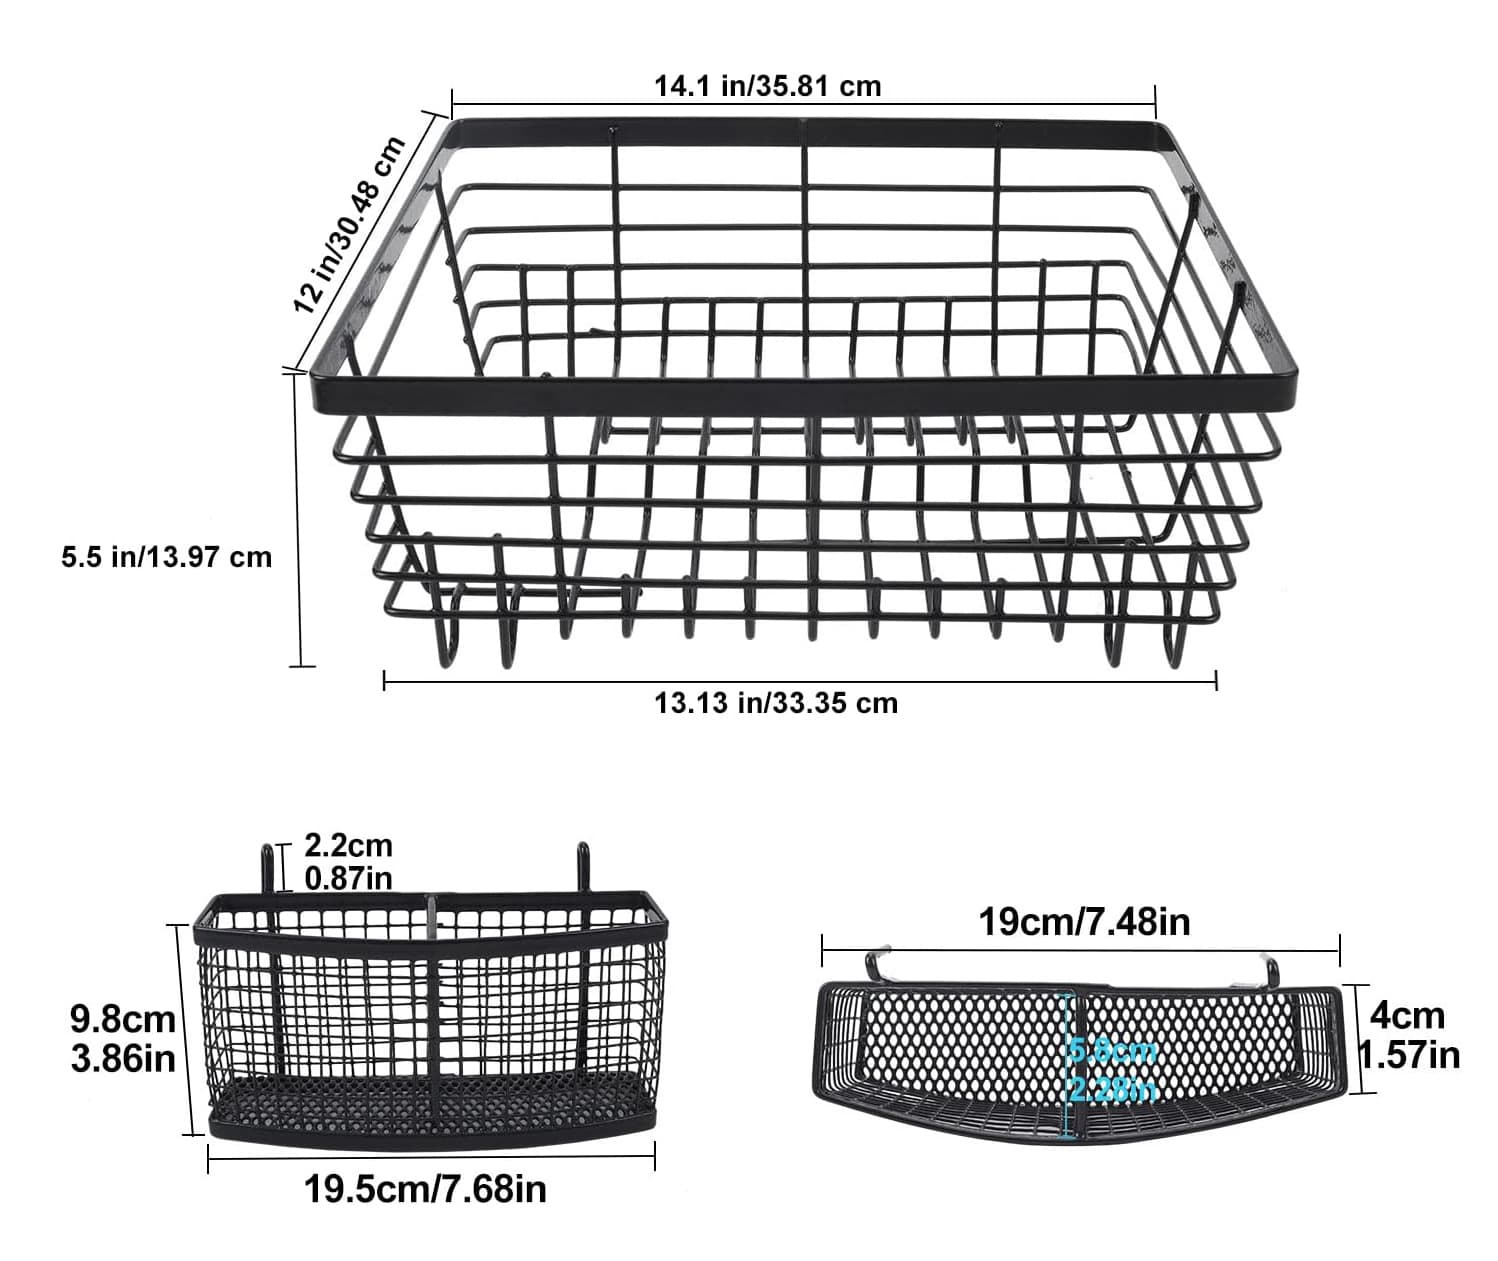 14.1 in/35.81 cm
12 in/30.48 cm
5.5 in/13.97 cm
13.13 in/33.35 cm
2.2cm
0.87in
9.8cm
3.86in
19.5cm/7.68in
19cm/7.48in
4cm
1.57in
5.8cm
2.28in